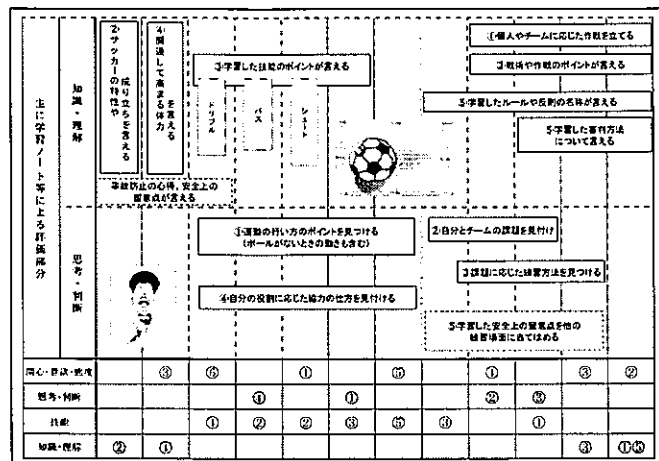 主に学習ノート等による評価部分
知識・理解
②サッカーの特性や
成り立ちを言える
④関連して高まる体力
を言える
③学習した技能のポイントが言える
ドリブル
パス
シュート
①個人やチームに応じた作戦を立てる
②戦術や作戦のポイントが言える
③学習したルールや反則の名称が言える
⑤学習した審判方法
について言える
事故防止の心得、安全上の
留意点が言える
思考・判断
①運動の行い方のポイントを見つける
(ボールがないときの動きも含む)
②自分とチームの課題を見付け
③課題に応じた練習方法を見つける
④自分の役割に応じた協力の仕方を見付ける
⑤学習した安全上の留意点を他の
練習場面に当てはめる
関心・意欲・態度 ③ ⑥ ① ⑤ ① ③ ②
思考・判断 ④ ① ② ③
技能 ① ② ② ③ ⑤ ③ ①
知識・理解 ② ④ ③ ①⑤